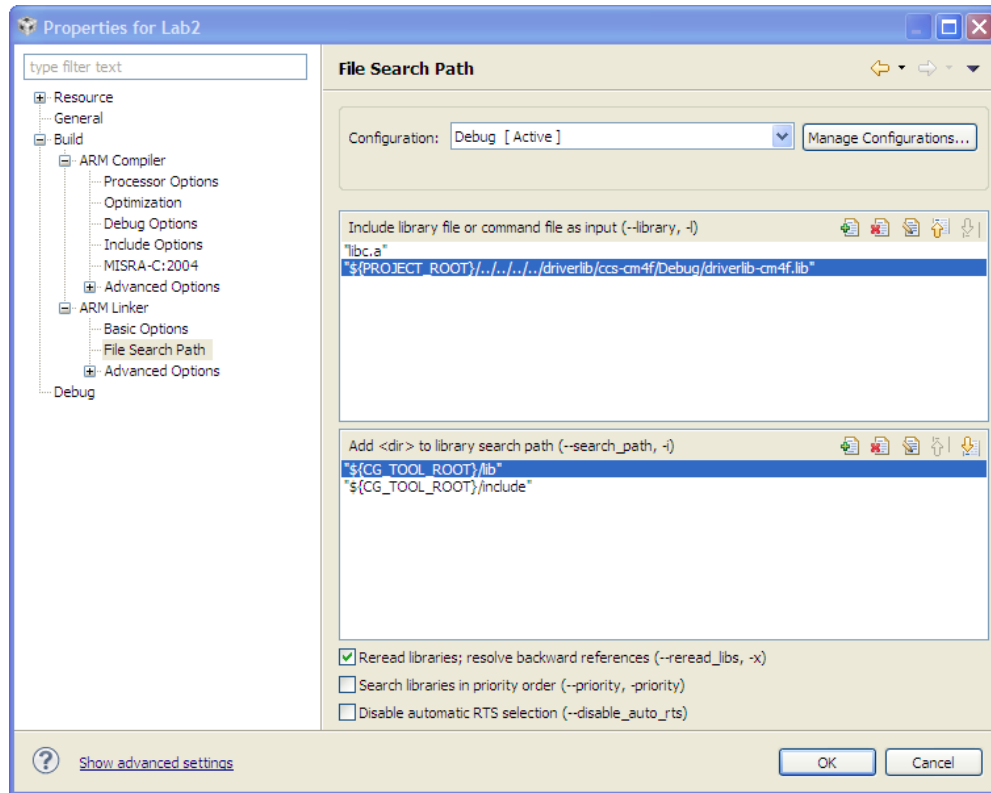 Properties for Lab2
type filter text
Resource
General
Build
ARM Compiler
Processor Options
Optimization
Debug Options
Include Options
MISRA-C:2004
Advanced Options
ARM Linker
Basic Options
File Search Path
Advanced Options
Debug
File Search Path
Configuration: Debug [ Active ] Manage Configurations...
Include library file or command file as input (--library, -l)
"libc.a"
"${PROJECT_ROOT}/../../../../driverlib/ccs-cm4f/Debug/driverlib-cm4f.lib"
Add <dir> to library search path (--search_path, -i)
"${CG_TOOL_ROOT}/lib"
"${CG_TOOL_ROOT}/include"
Reread libraries; resolve backward references (--reread_libs, -x)
Search libraries in priority order (--priority, -priority)
Disable automatic RTS selection (--disable_auto_rts)
? Show advanced settings
OK Cancel